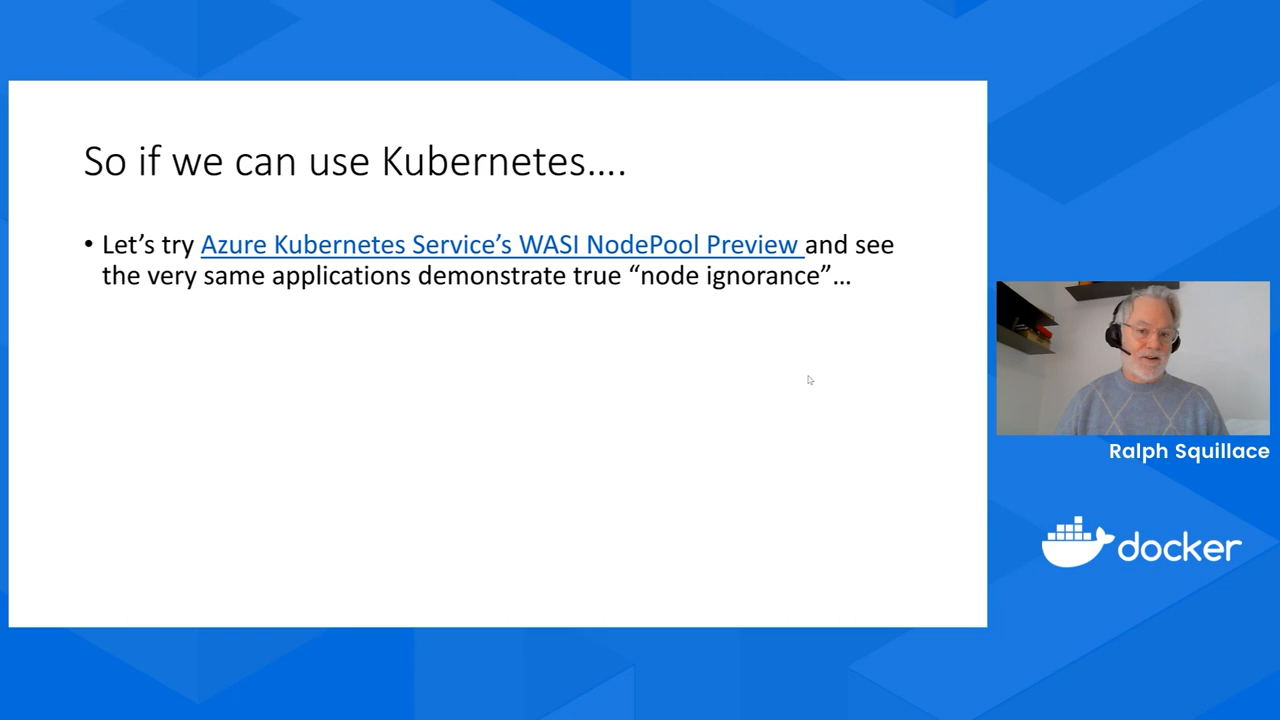 So if we can use Kubernetes....
• Let’s try Azure Kubernetes Service’s WASI NodePool Preview and see
the very same applications demonstrate true “node ignorance”...
Ralph Squillace
docker